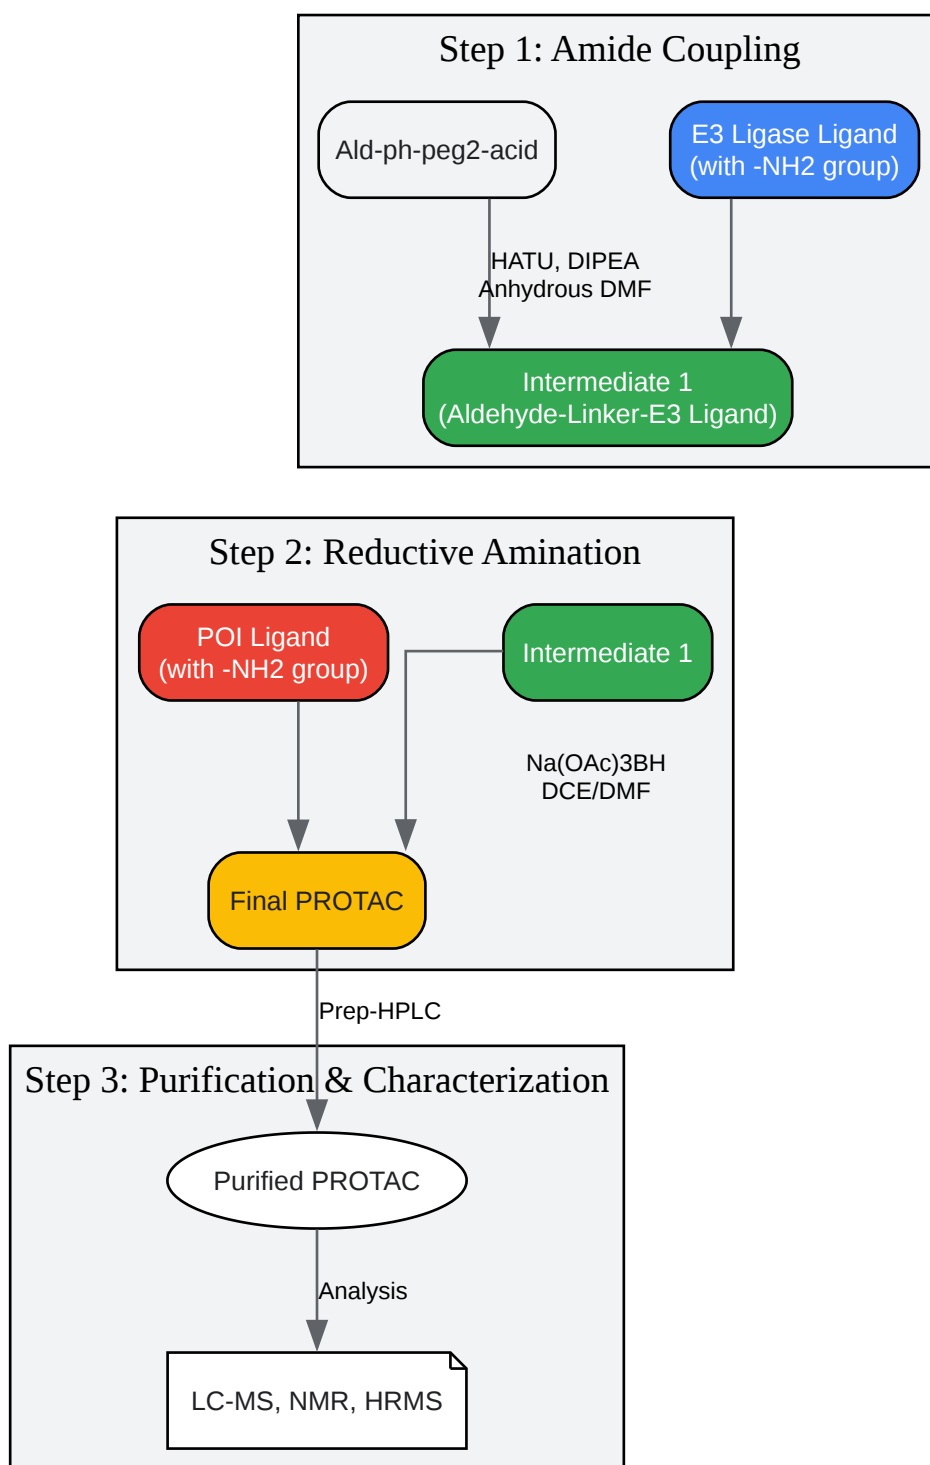 Step 1: Amide Coupling
Ald-ph-peg2-acid
E3 Ligase Ligand
(with -NH2 group)
HATU, DIPEA
Anhydrous DMF
Intermediate 1
(Aldehyde-Linker-E3 Ligand)
Step 2: Reductive Amination
POI Ligand
(with -NH2 group)
Intermediate 1
Na(OAc)3BH
DCE/DMF
Final PROTAC
Prep-HPLC
Step 3: Purification & Characterization
Purified PROTAC
Analysis
LC-MS, NMR, HRMS